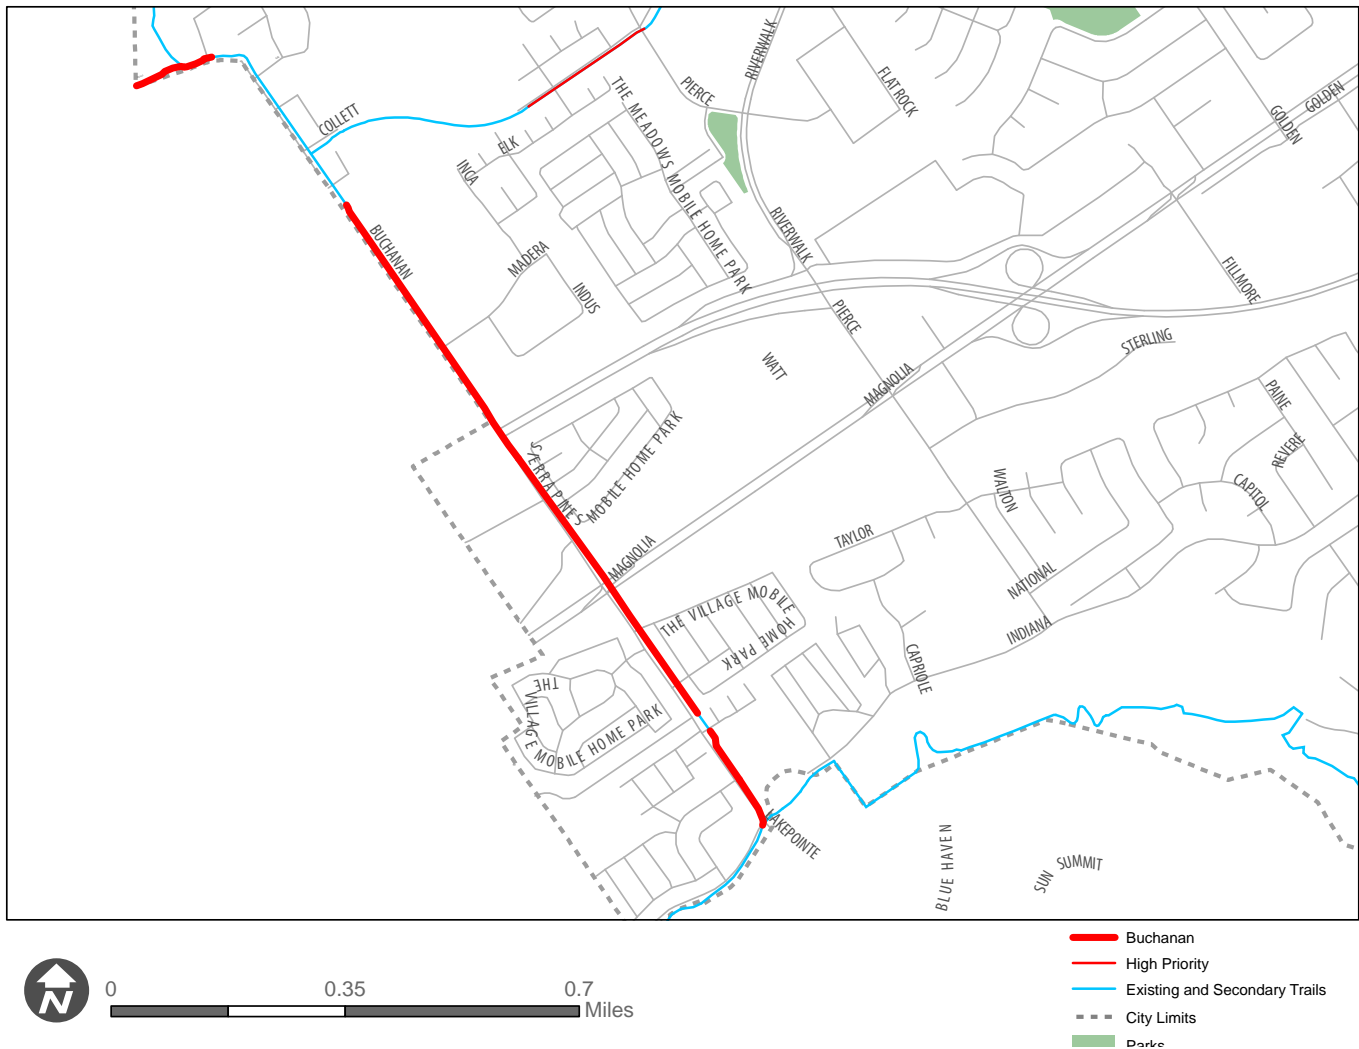 RIVERWALK
PIERCE
FLATROCK
GOLDEN
GOLDEN
COLLETT
ELK
INCA
THE MEADOWS MOBILE HOME PARK
BUCHANAN
MADERA
INDUS
RIVERWALK
PIERCE
FILLMORE
STERLING
WATT
MAGNOLIA
PAINE
REVERE
CAPITOL
SIERRA PINES
MOBILE HOME PARK
WALTON
TAYLOR
MAGNOLIA
NATIONAL
INDIANA
THE VILLAGE MOBILE
HOME PARK
CAPRIOLE
THE
VILLAGE MOBILE HOME PARK
LAKEPOINTE
BLUE HAVEN
SUN
SUMMIT
N
0 0.35 0.7
Miles
Buchanan
High Priority
Existing and Secondary Trails
City Limits
Parks